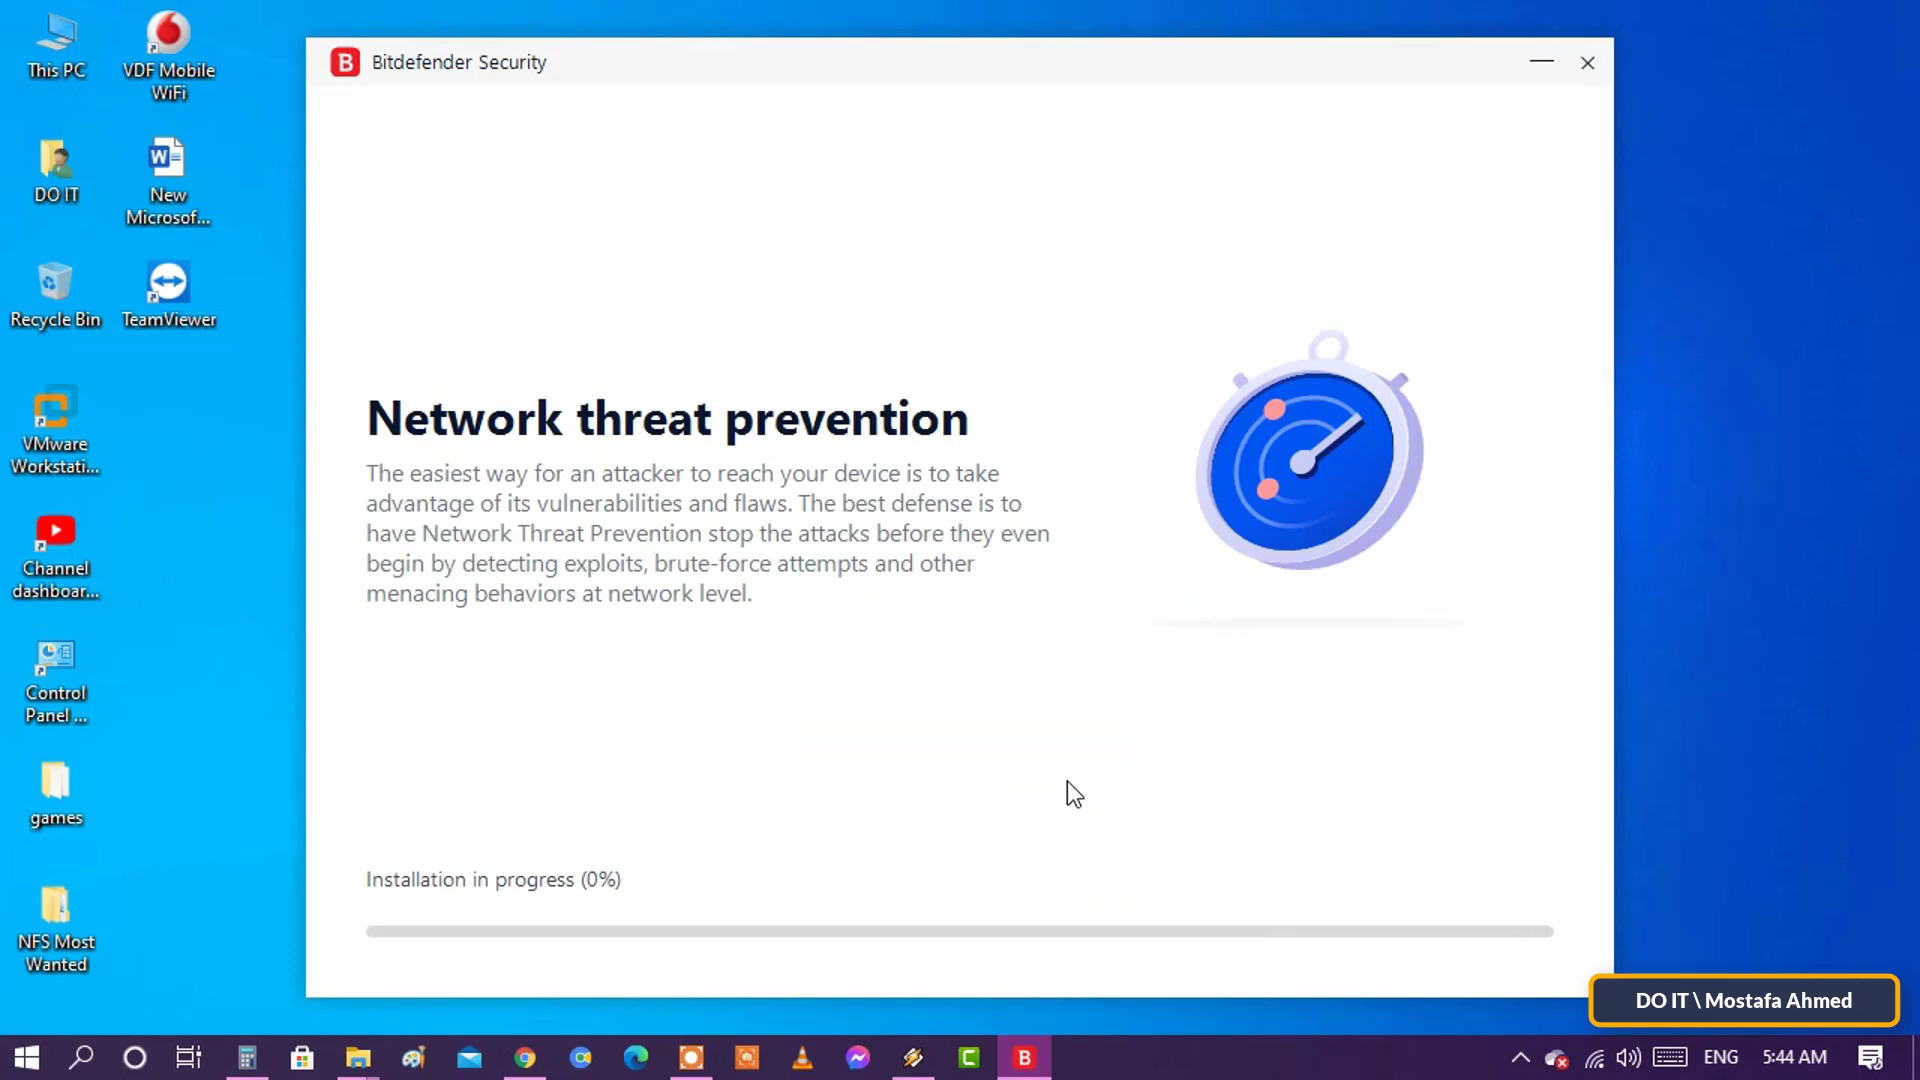 This PC
VDF Mobile
WiFi
DO IT
New
Microsof...
Recycle Bin
TeamViewer
VMware
Workstati...
Channel
dashboar...
Control
Panel ...
games
NFS Most
Wanted
B Bitdefender Security
Network threat prevention
The easiest way for an attacker to reach your device is to take
advantage of its vulnerabilities and flaws. The best defense is to
have Network Threat Prevention stop the attacks before they even
begin by detecting exploits, brute-force attempts and other
menacing behaviors at network level.
Installation in progress (0%)
DO IT \ Mostafa Ahmed
ENG
5:44 AM